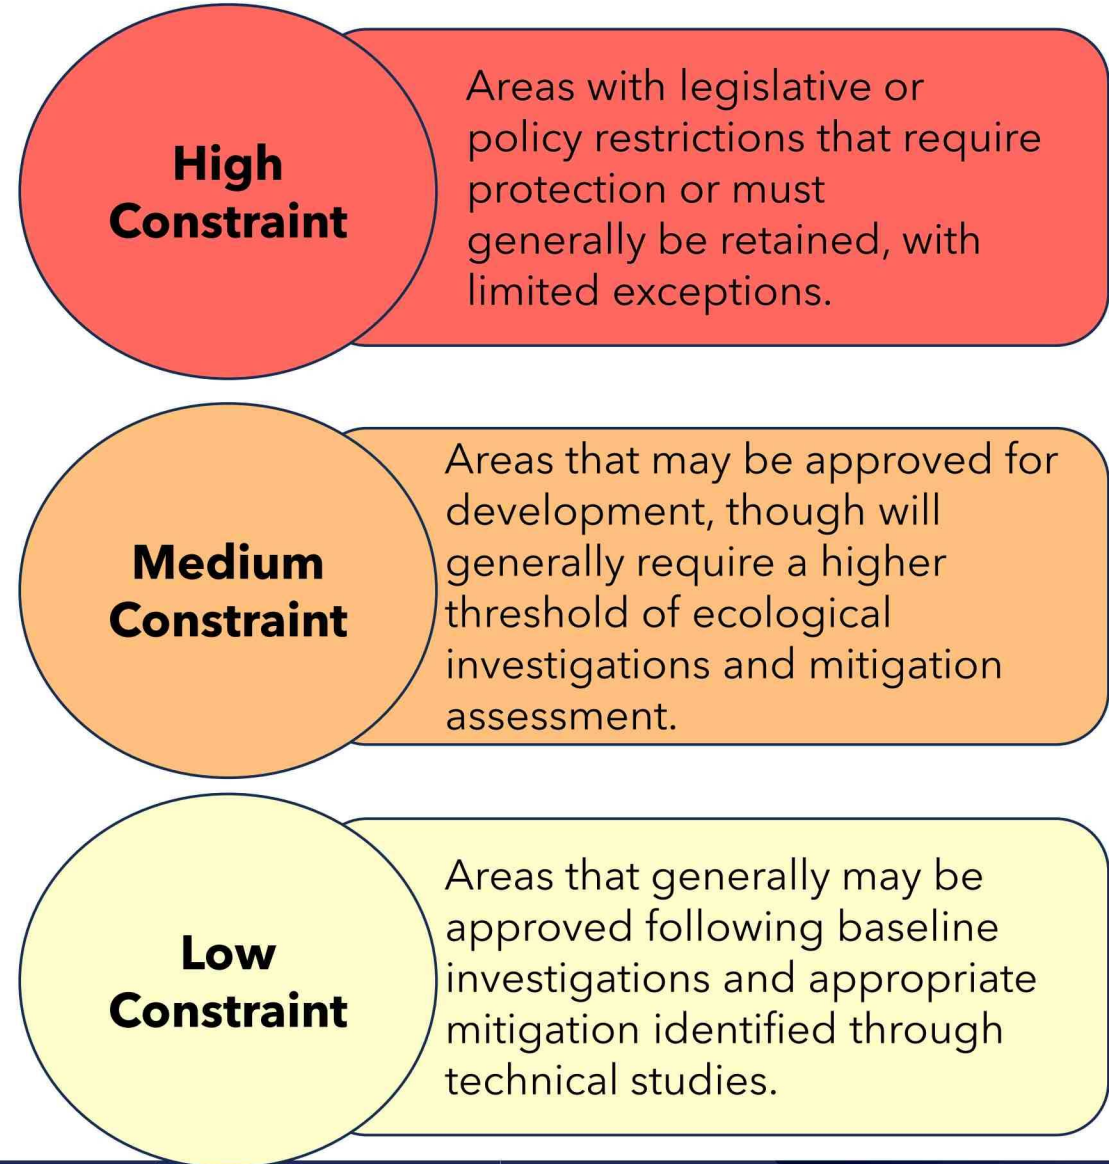 High
Constraint
Areas with legislative or
policy restrictions that require
protection or must
generally be retained, with
limited exceptions.
Medium
Constraint
Areas that may be approved for
development, though will
generally require a higher
threshold of ecological
investigations and mitigation
assessment.
Low
Constraint
Areas that generally may be
approved following baseline
investigations and appropriate
mitigation identified through
technical studies.